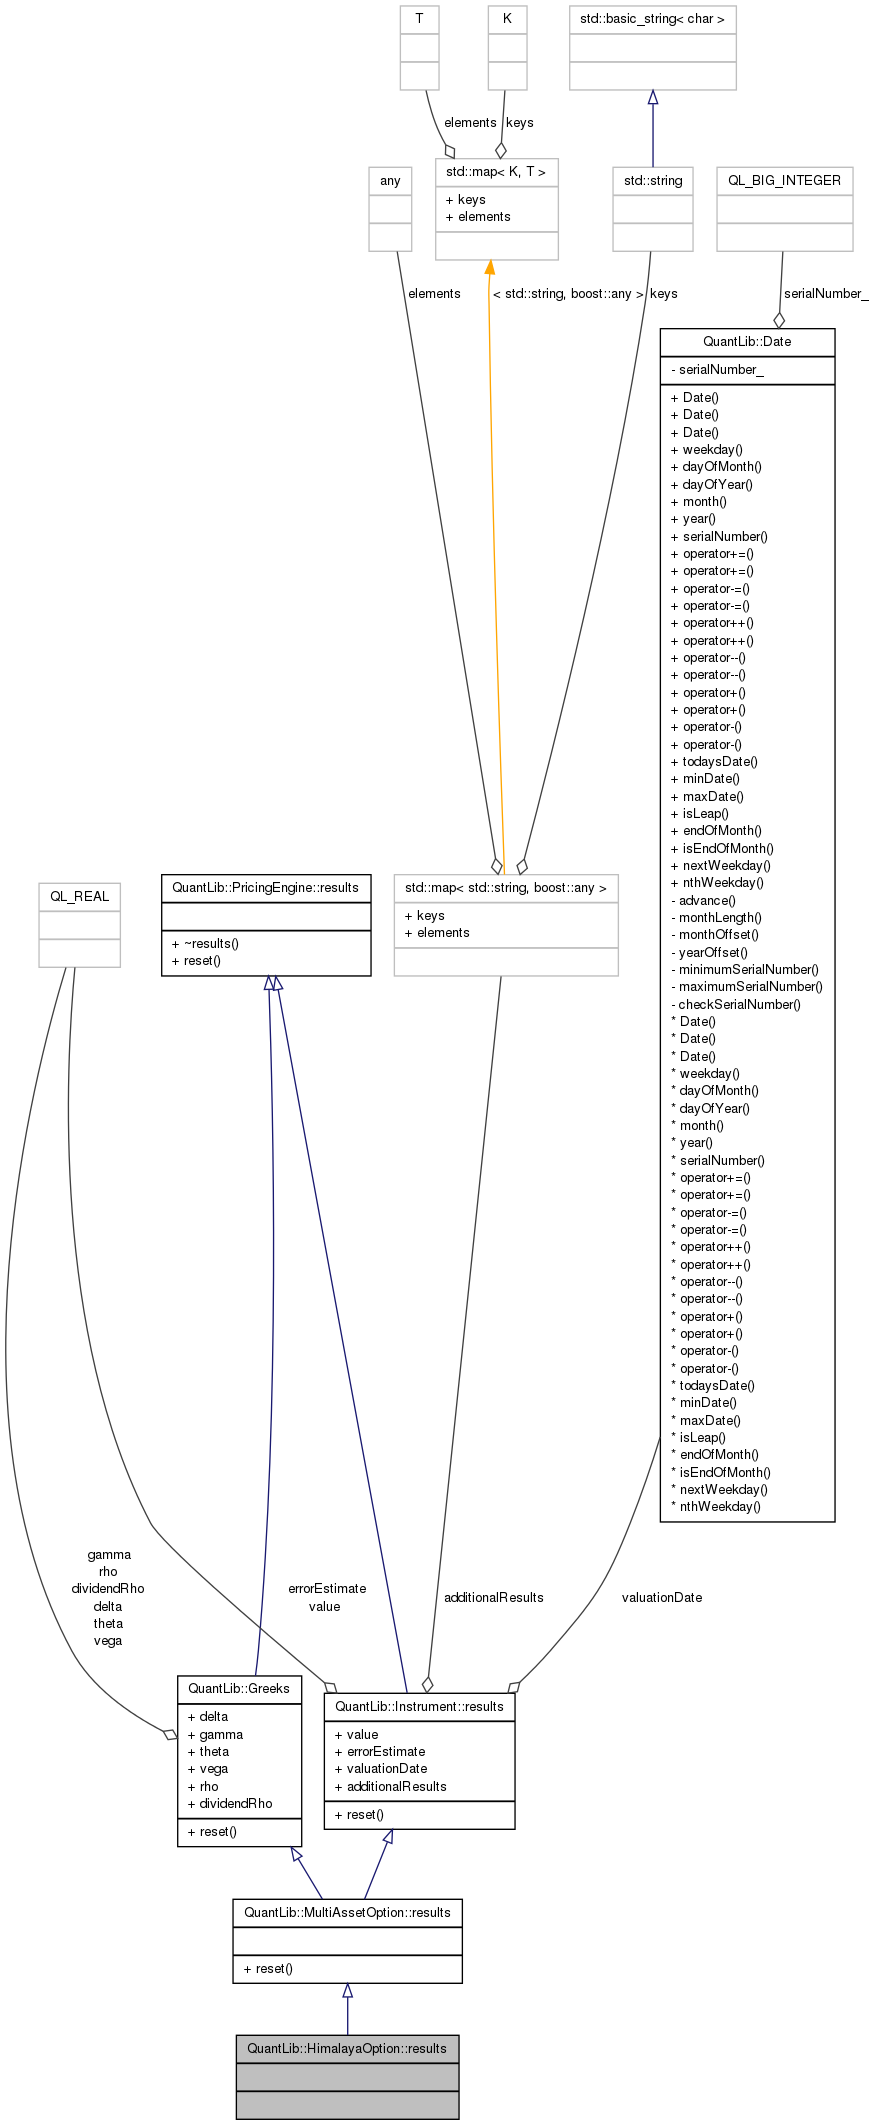 T
K
std::basic_string< char >
elements
keys
std::map< K, T >
+ keys
+ elements
any
std::string
QL_BIG_INTEGER
elements
< std::string, boost::any >
keys
serialNumber_
QuantLib::Date
- serialNumber_
+ Date()
+ Date()
+ Date()
+ weekday()
+ dayOfMonth()
+ dayOfYear()
+ month()
+ year()
+ serialNumber()
+ operator+=()
+ operator+=()
+ operator-=()
+ operator-=()
+ operator++()
+ operator++()
+ operator--()
+ operator--()
+ operator+()
+ operator+()
+ operator-()
+ operator-()
+ todaysDate()
+ minDate()
+ maxDate()
+ isLeap()
+ endOfMonth()
+ isEndOfMonth()
+ nextWeekday()
+ nthWeekday()
- advance()
- monthLength()
- monthOffset()
- yearOffset()
- minimumSerialNumber()
- maximumSerialNumber()
- checkSerialNumber()
* Date()
* Date()
* Date()
* weekday()
* dayOfMonth()
* dayOfYear()
* month()
* year()
* serialNumber()
* operator+=()
* operator+=()
* operator-=()
* operator-=()
* operator++()
* operator++()
* operator--()
* operator--()
* operator+()
* operator+()
* operator-()
* operator-()
* todaysDate()
* minDate()
* maxDate()
* isLeap()
* endOfMonth()
* isEndOfMonth()
* nextWeekday()
* nthWeekday()
QL_REAL
QuantLib::PricingEngine::results
+ ~results()
+ reset()
std::map< std::string, boost::any >
+ keys
+ elements
gamma
rho
dividendRho
delta
theta
vega
errorEstimate
value
additionalResults
valuationDate
QuantLib::Greeks
+ delta
+ gamma
+ theta
+ vega
+ rho
+ dividendRho
+ reset()
QuantLib::Instrument::results
+ value
+ errorEstimate
+ valuationDate
+ additionalResults
+ reset()
QuantLib::MultiAssetOption::results
+ reset()
QuantLib::HimalayaOption::results